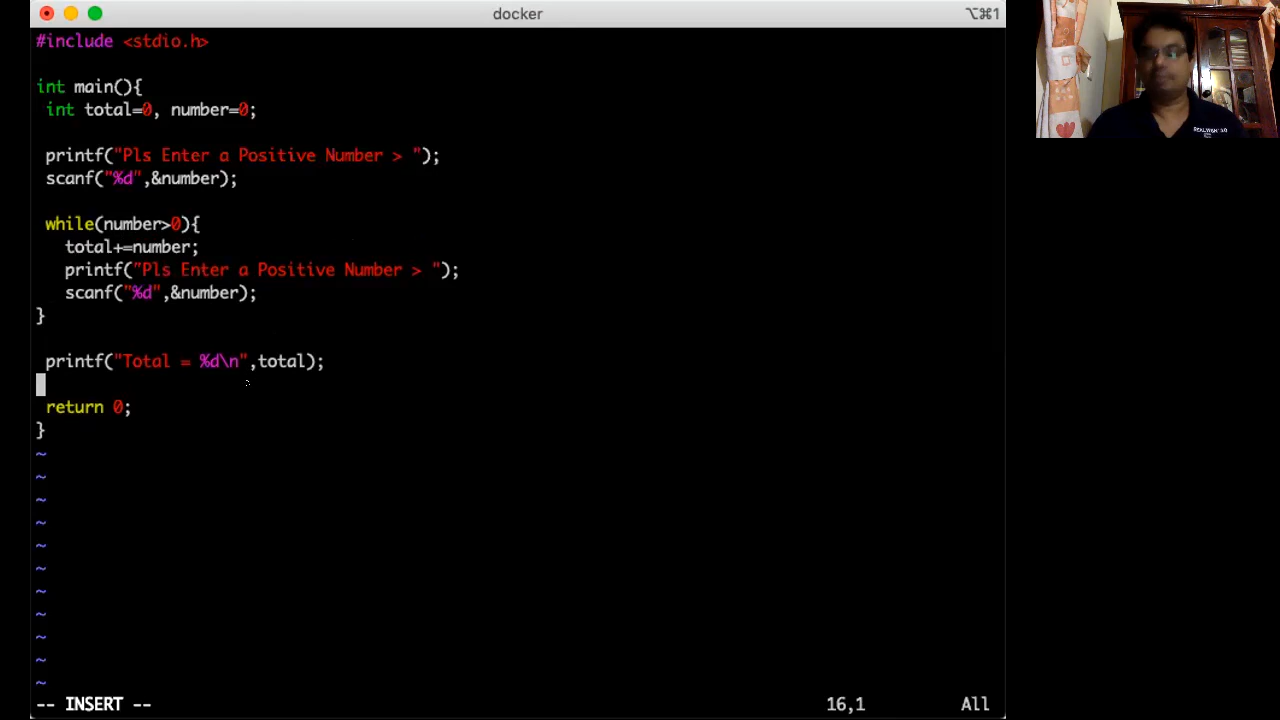 docker
⌥⌘1
#include <stdio.h>
int main(){
int total=0, number=0;
printf("Pls Enter a Positive Number > ");
scanf("%d",&number);
while(number>0){
total+=number;
printf("Pls Enter a Positive Number > ");
scanf("%d",&number);
}
printf("Total = %d\n",total);
return 0;
}
~
~
~
~
~
~
~
~
~
~
~
-- INSERT -- 16,1 All